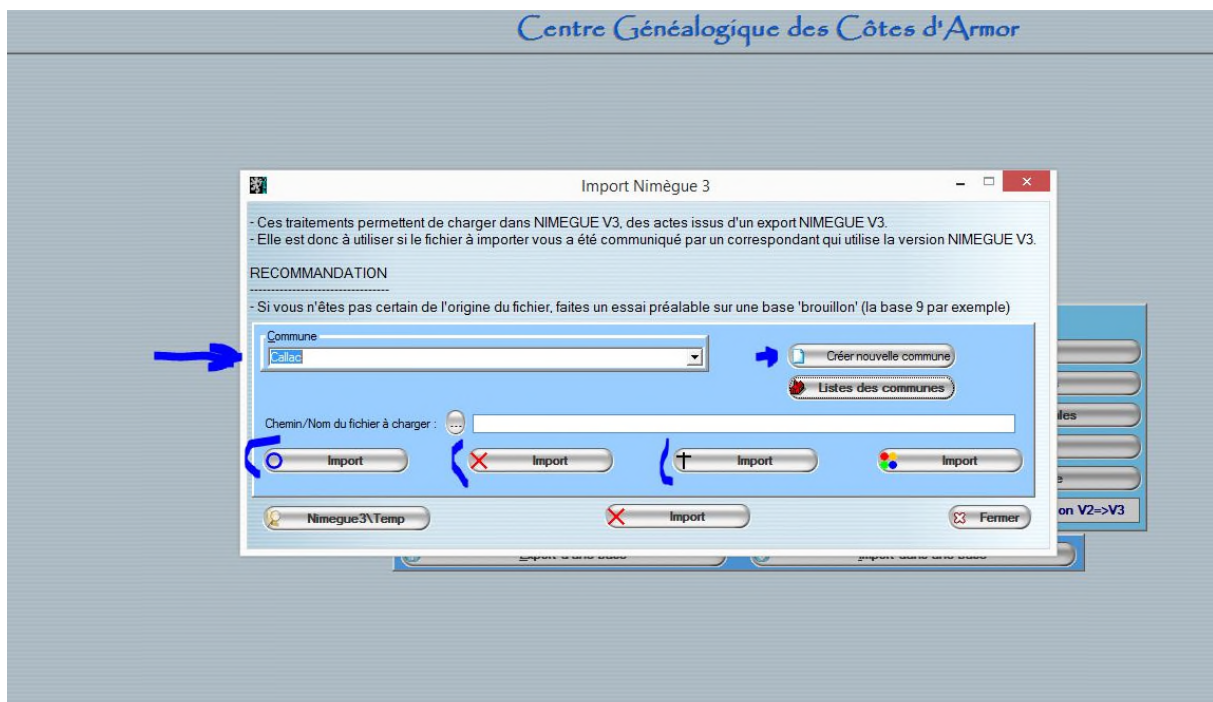 Centre Généalogique des Côtes d'Armor
Import Nimègue 3
- Ces traitements permettent de charger dans NIMEGUE V3, des actes issus d'un export NIMEGUE V3.
- Elle est donc à utiliser si le fichier à importer vous a été communiqué par un correspondant qui utilise la version NIMEGUE V3.
RECOMMANDATION
----------------------------------
- Si vous n'êtes pas certain de l'origine du fichier, faites un essai préalable sur une base 'brouillon' (la base 9 par exemple)
Commune
Callac
Créer nouvelle commune
Listes des communes
Chemin/Nom du fichier à charger : ...
Import Import Import Import
Nimegue3\Temp Import Fermer
on V2=>V3